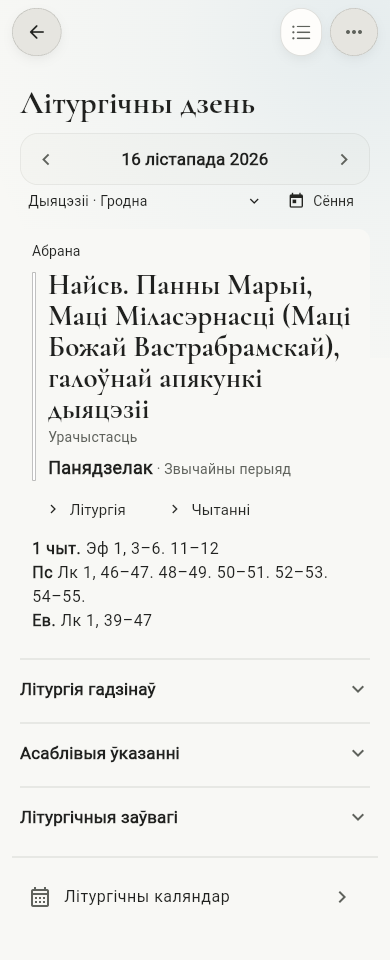 Літургічны дзень
16 лістапада 2026
Дыяцэзіі · Гродна
Сёння
Абрана
Найсв. Панны Марыі,
Маці Міласэрнасці (Маці
Божай Вастрабрамскай),
галоўнай апякункі
дыяцэзіі
Урачыстасць
Панядзелак · Звычайны перыяд
Літургія
Чытанні
1 чыт. Эф 1, 3–6. 11–12
Пс Лк 1, 46–47. 48–49. 50–51. 52–53.
54–55.
Ев. Лк 1, 39–47
Літургія гадзінаў
Асаблівыя ўказанні
Літургічныя заўвагі
Літургічны каляндар